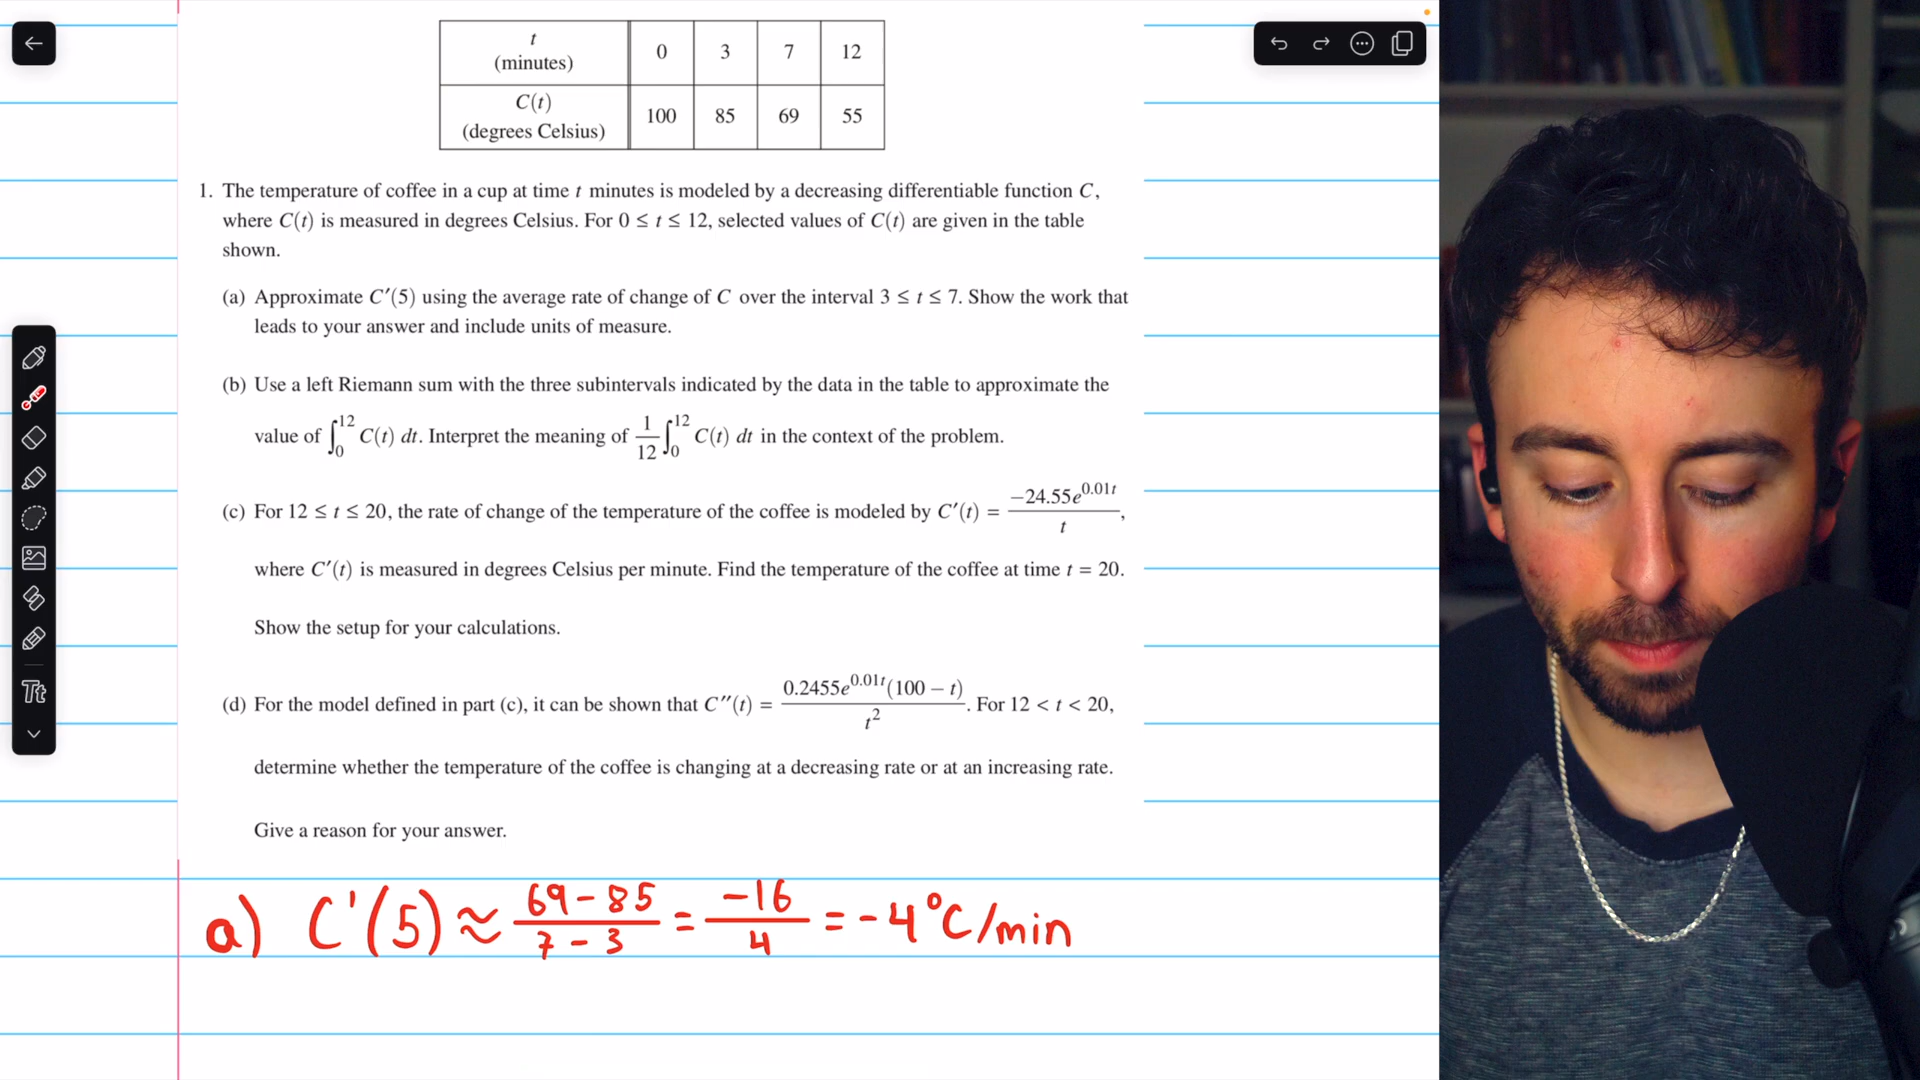 t
(minutes) 0 3 7 12
C(t)
(degrees Celsius) 100 85 69 55
1. The temperature of coffee in a cup at time t minutes is modeled by a decreasing differentiable function C,
where C(t) is measured in degrees Celsius. For 0 ≤ t ≤ 12, selected values of C(t) are given in the table
shown.
(a) Approximate C′(5) using the average rate of change of C over the interval 3 ≤ t ≤ 7. Show the work that
leads to your answer and include units of measure.
(b) Use a left Riemann sum with the three subintervals indicated by the data in the table to approximate the
value of ∫₀¹² C(t) dt. Interpret the meaning of 1/12 ∫₀¹² C(t) dt in the context of the problem.
(c) For 12 ≤ t ≤ 20, the rate of change of the temperature of the coffee is modeled by C′(t) = −24.55e^0.01t / t,
where C′(t) is measured in degrees Celsius per minute. Find the temperature of the coffee at time t = 20.
Show the setup for your calculations.
(d) For the model defined in part (c), it can be shown that C″(t) = 0.2455e^0.01t(100 − t) / t². For 12 < t < 20,
determine whether the temperature of the coffee is changing at a decreasing rate or at an increasing rate.
Give a reason for your answer.
a) C'(5) ≈ 69-85 / 7-3 = -16 / 4 = -4°C/min
Tt